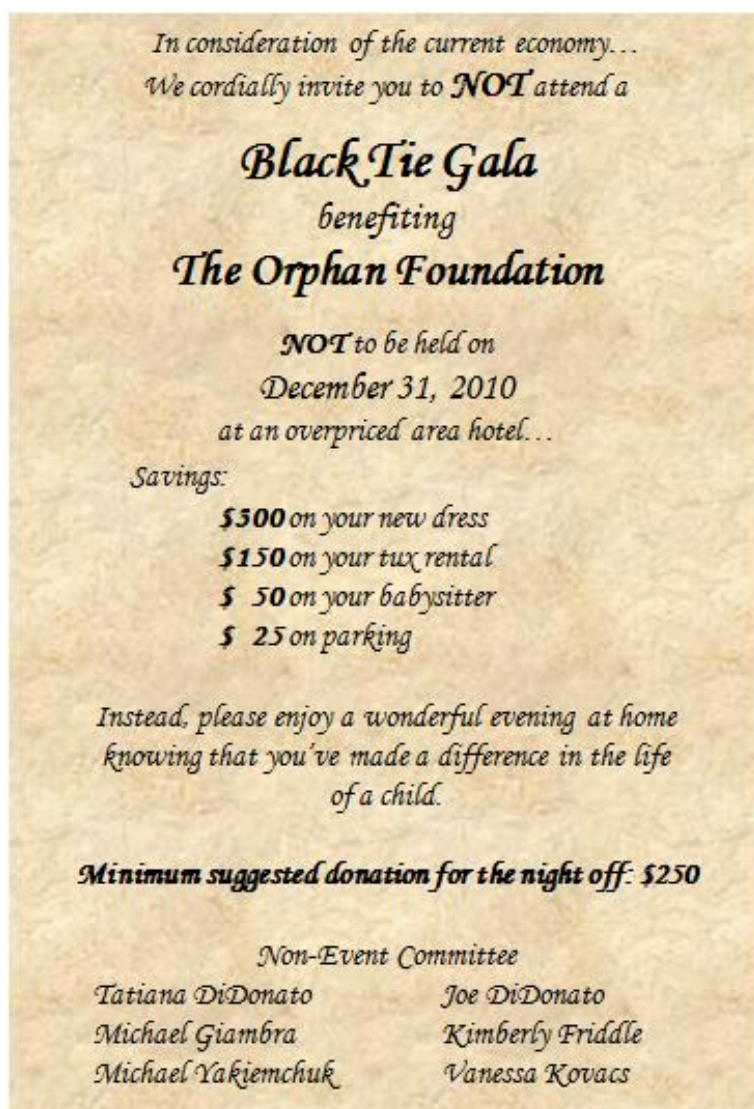 In consideration of the current economy...
We cordially invite you to NOT attend a
Black Tie Gala
benefiting
The Orphan Foundation
NOT to be held on
December 31, 2010
at an overpriced area hotel...
Savings:
$300 on your new dress
$150 on your tux rental
$ 50 on your babysitter
$ 25 on parking
Instead, please enjoy a wonderful evening at home
knowing that you've made a difference in the life
of a child.
Minimum suggested donation for the night off: $250
Non-Event Committee
Tatiana DiDonato Joe DiDonato
Michael Giambra Kimberly Friddle
Michael Yakiemchuk Vanessa Kovacs